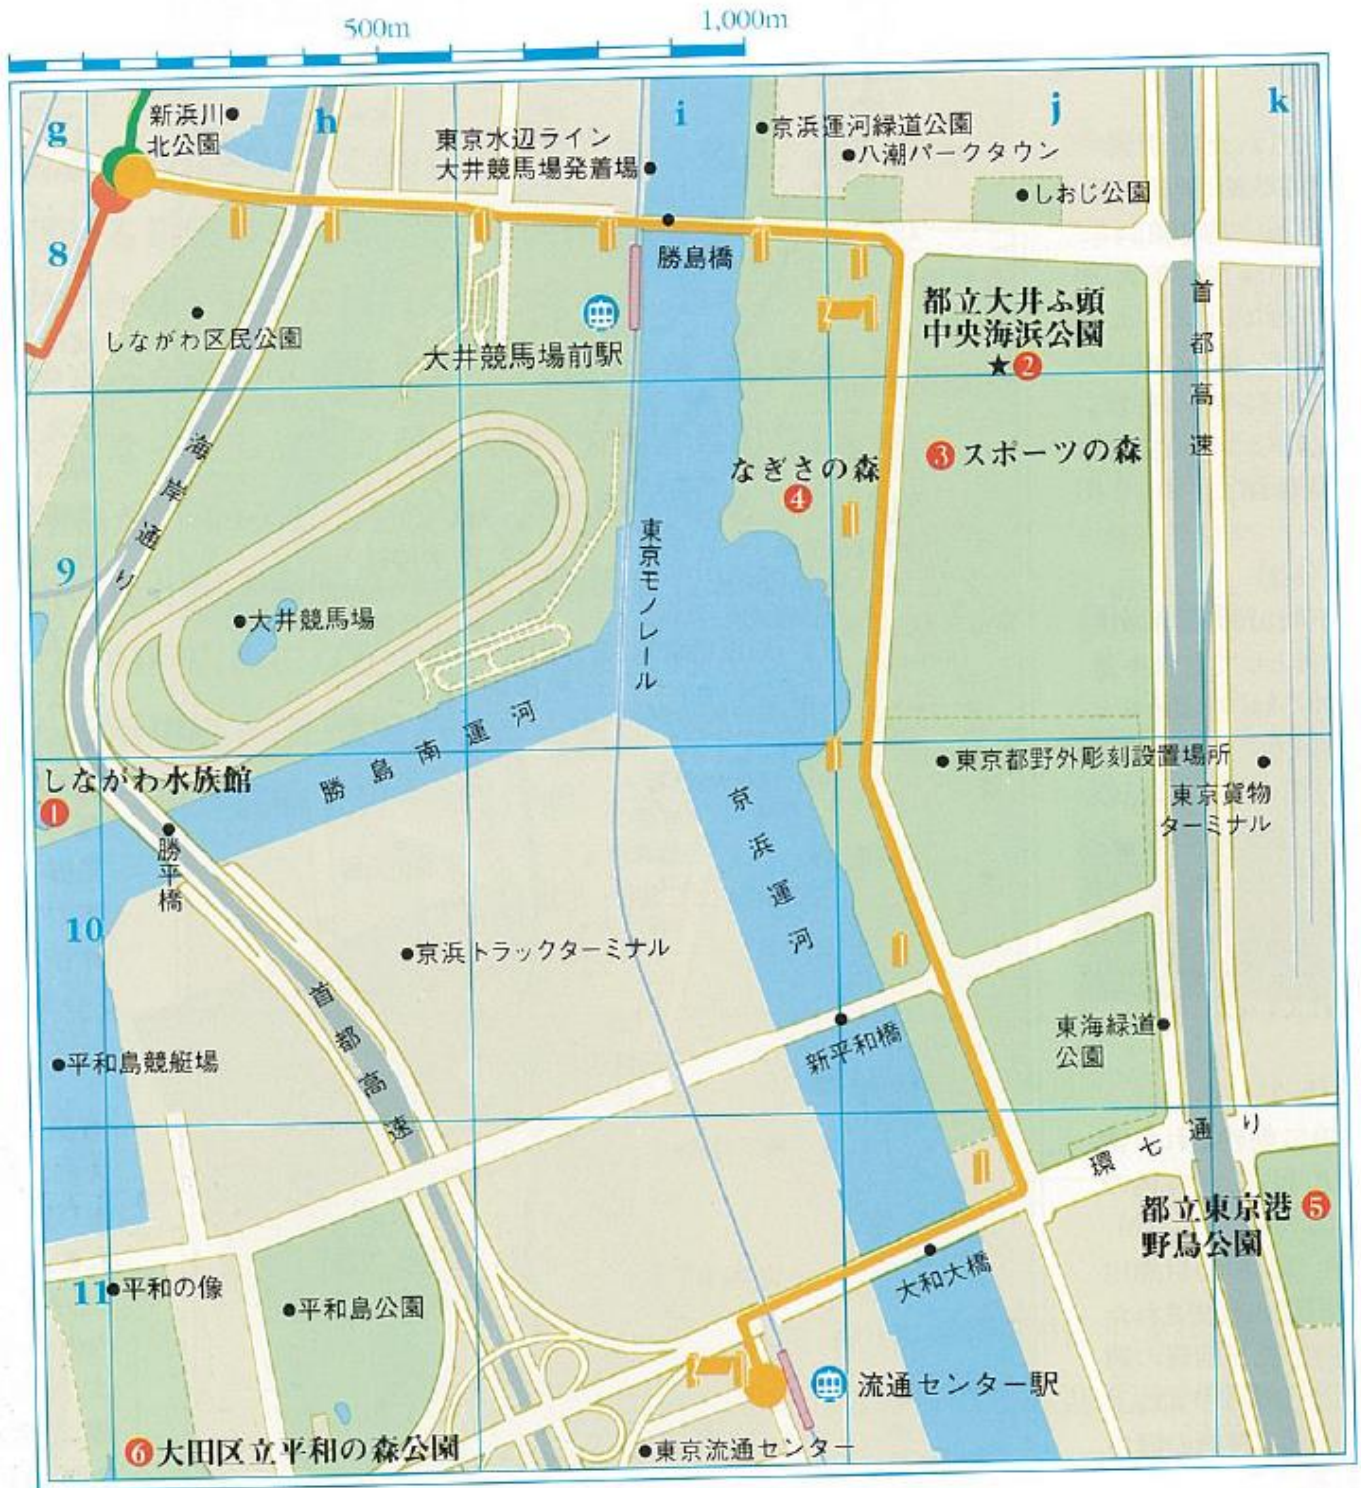 500m
1,000m
g
h
i
j
k
新浜川
北公園
東京水辺ライン
大井競馬場発着場
京浜運河緑道公園
八潮パークタウン
しおじ公園
8
勝島橋
しながわ区民公園
大井競馬場前駅
都立大井ふ頭
中央海浜公園
★2
首都高速
海岸通り
なぎさの森
4
3スポーツの森
9
東京モノレール
大井競馬場
勝島南運河
しながわ水族館
1
東京都野外彫刻設置場所
東京貨物
ターミナル
京浜運河
勝平橋
10
京浜トラックターミナル
首都高速
平和島競艇場
新平和橋
東海緑道
公園
環七通り
都立東京港5
野鳥公園
11
平和の像
平和島公園
大和大橋
流通センター駅
6大田区立平和の森公園
東京流通センター